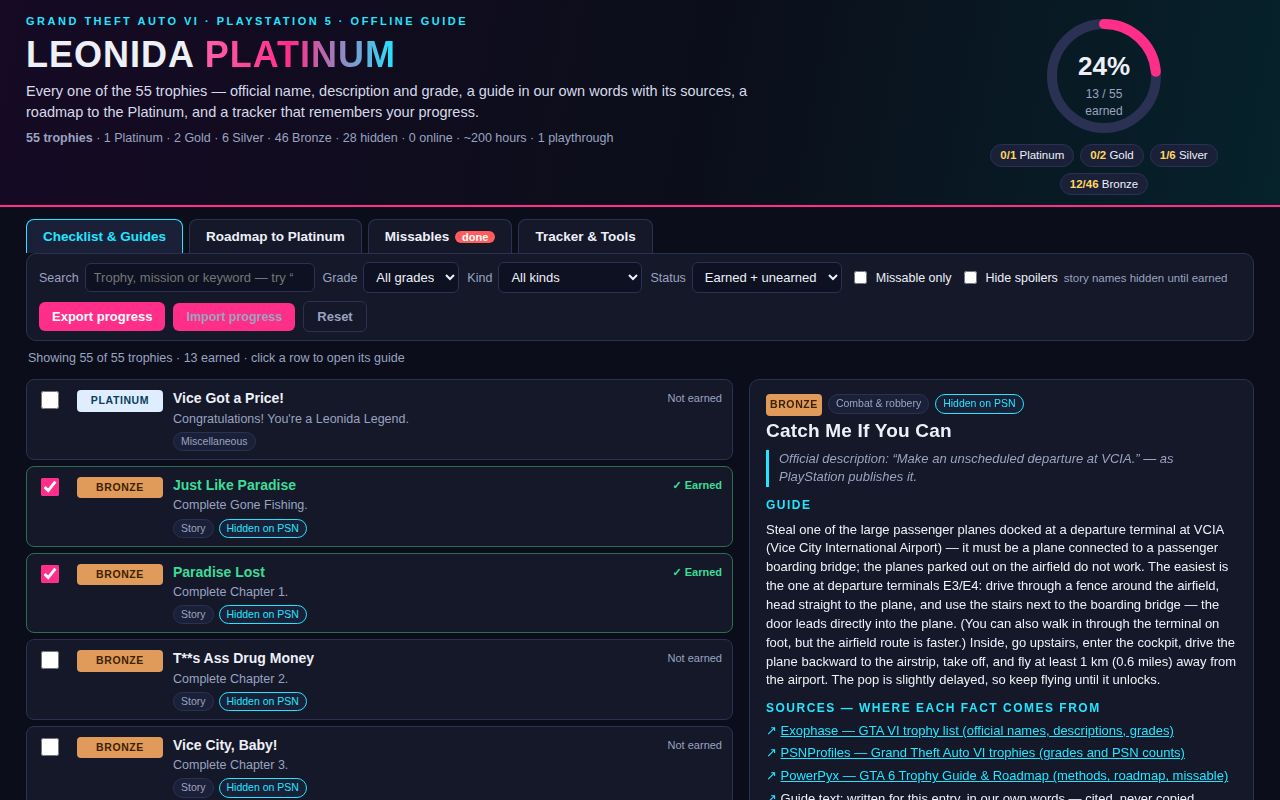 GRAND THEFT AUTO VI · PLAYSTATION 5 · OFFLINE GUIDE
LEONIDA PLATINUM
Every one of the 55 trophies — official name, description and grade, a guide in our own words with its sources, a
roadmap to the Platinum, and a tracker that remembers your progress.
55 trophies · 1 Platinum · 2 Gold · 6 Silver · 46 Bronze · 28 hidden · 0 online · ~200 hours · 1 playthrough
24%
13 / 55
earned
0/1 Platinum 0/2 Gold 1/6 Silver
12/46 Bronze
Checklist & Guides Roadmap to Platinum Missables done Tracker & Tools
Search Trophy, mission or keyword — try “ Grade All grades Kind All kinds Status Earned + unearned Missable only Hide spoilers story names hidden until earned
Export progress Import progress Reset
Showing 55 of 55 trophies · 13 earned · click a row to open its guide
PLATINUM Vice Got a Price! Not earned
Congratulations! You're a Leonida Legend.
Miscellaneous
BRONZE Just Like Paradise ✓ Earned
Complete Gone Fishing.
Story Hidden on PSN
BRONZE Paradise Lost ✓ Earned
Complete Chapter 1.
Story Hidden on PSN
BRONZE T**s Ass Drug Money Not earned
Complete Chapter 2.
Story Hidden on PSN
BRONZE Vice City, Baby! Not earned
Complete Chapter 3.
Story Hidden on PSN
BRONZE Combat & robbery Hidden on PSN
Catch Me If You Can
Official description: “Make an unscheduled departure at VCIA.” — as
PlayStation publishes it.
GUIDE
Steal one of the large passenger planes docked at a departure terminal at VCIA
(Vice City International Airport) — it must be a plane connected to a passenger
boarding bridge; the planes parked out on the airfield do not work. The easiest is
the one at departure terminals E3/E4: drive through a fence around the airfield,
head straight to the plane, and use the stairs next to the boarding bridge — the
door leads directly into the plane. (You can also walk in through the terminal on
foot, but the airfield route is faster.) Inside, go upstairs, enter the cockpit, drive the
plane backward to the airstrip, take off, and fly at least 1 km (0.6 miles) away from
the airport. The pop is slightly delayed, so keep flying until it unlocks.
SOURCES — WHERE EACH FACT COMES FROM
↗ Exophase — GTA VI trophy list (official names, descriptions, grades)
↗ PSNProfiles — Grand Theft Auto VI trophies (grades and PSN counts)
↗ PowerPyx — GTA 6 Trophy Guide & Roadmap (methods, roadmap, missable)
↗ Guide text: written for this entry, in our own words — cited, never copied